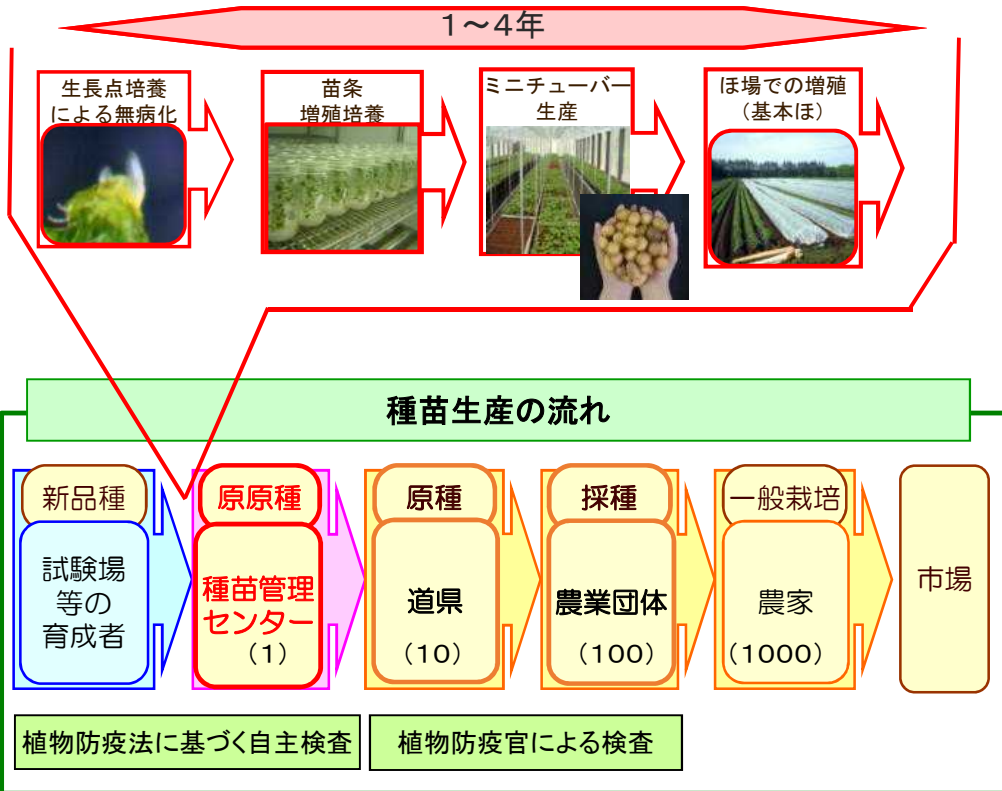 1～4年
生長点培養
による無病化
苗条
増殖培養
ミニチューバー
生産
ほ場での増殖
（基本ほ）
種苗生産の流れ
新品種
試験場
等の
育成者
原原種
種苗管理
センター
（1）
原種
道県
（10）
採種
農業団体
（100）
一般栽培
農家
（1000）
市場
植物防疫法に基づく自主検査
植物防疫官による検査